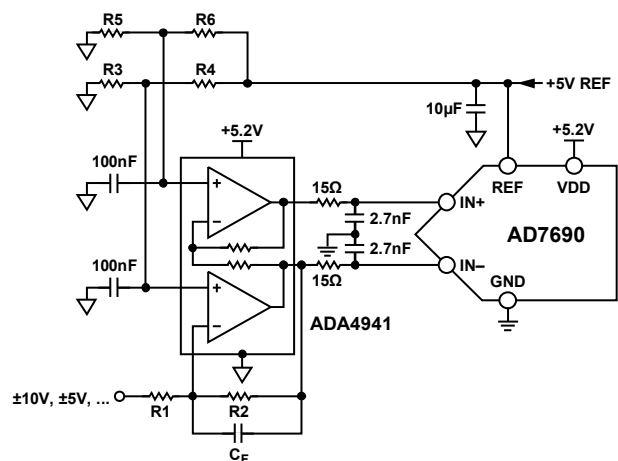 R5
R6
R3
R4
+5V REF
10µF
+5.2V
+5.2V
100nF
REF
VDD
+
15Ω
IN+
2.7nF
−
AD7690
2.7nF
IN−
100nF
15Ω
GND
+
ADA4941
−
±10V, ±5V, ...
R1
R2
CF